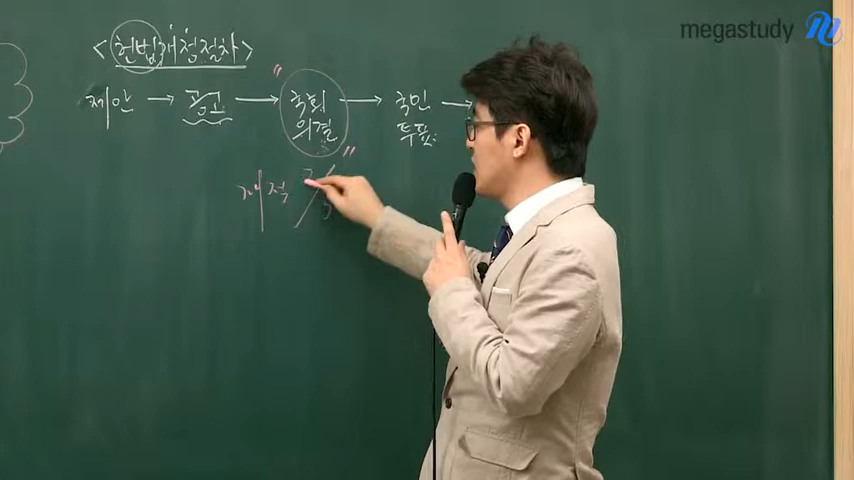 megastudy
<헌법개정절차>
제안 → 공고 → "국회 의결" → 국민 투표 →
재적 2/3